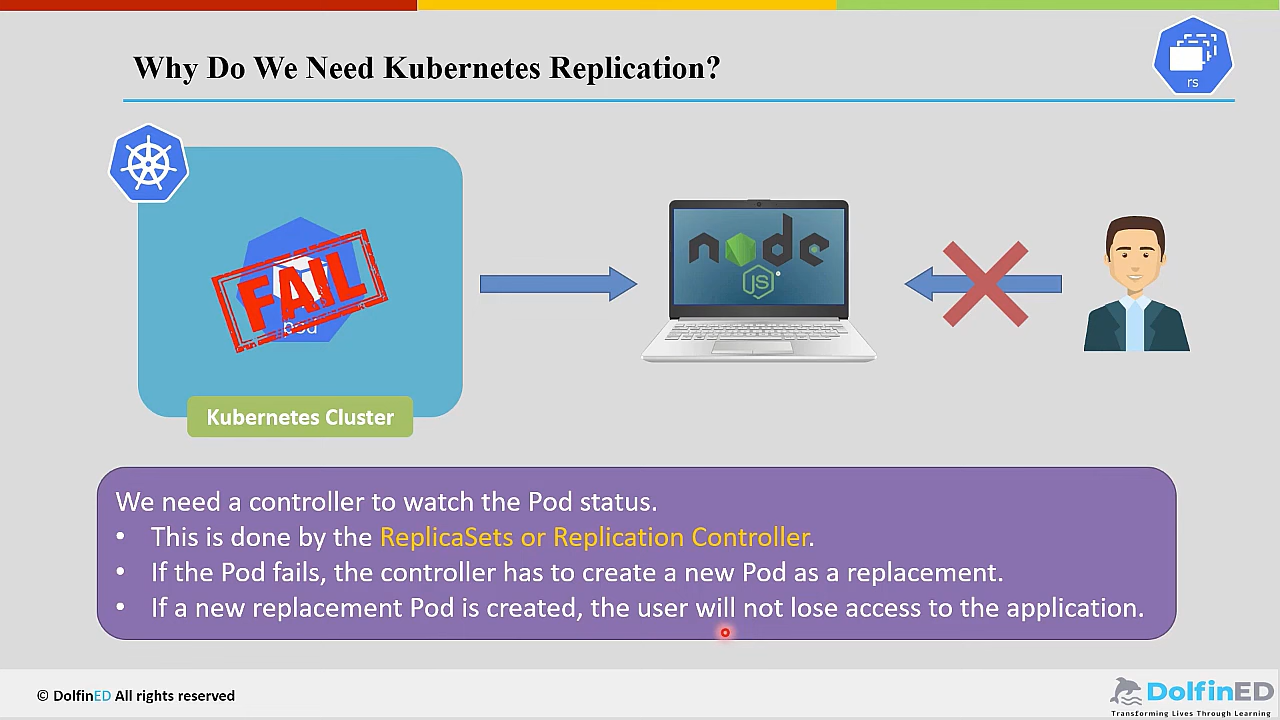 Why Do We Need Kubernetes Replication?
rs
FAIL
pod
node
JS
Kubernetes Cluster
We need a controller to watch the Pod status.
• This is done by the ReplicaSets or Replication Controller.
• If the Pod fails, the controller has to create a new Pod as a replacement.
• If a new replacement Pod is created, the user will not lose access to the application.
© DolfinED All rights reserved
DolfinED
Transforming Lives Through Learning